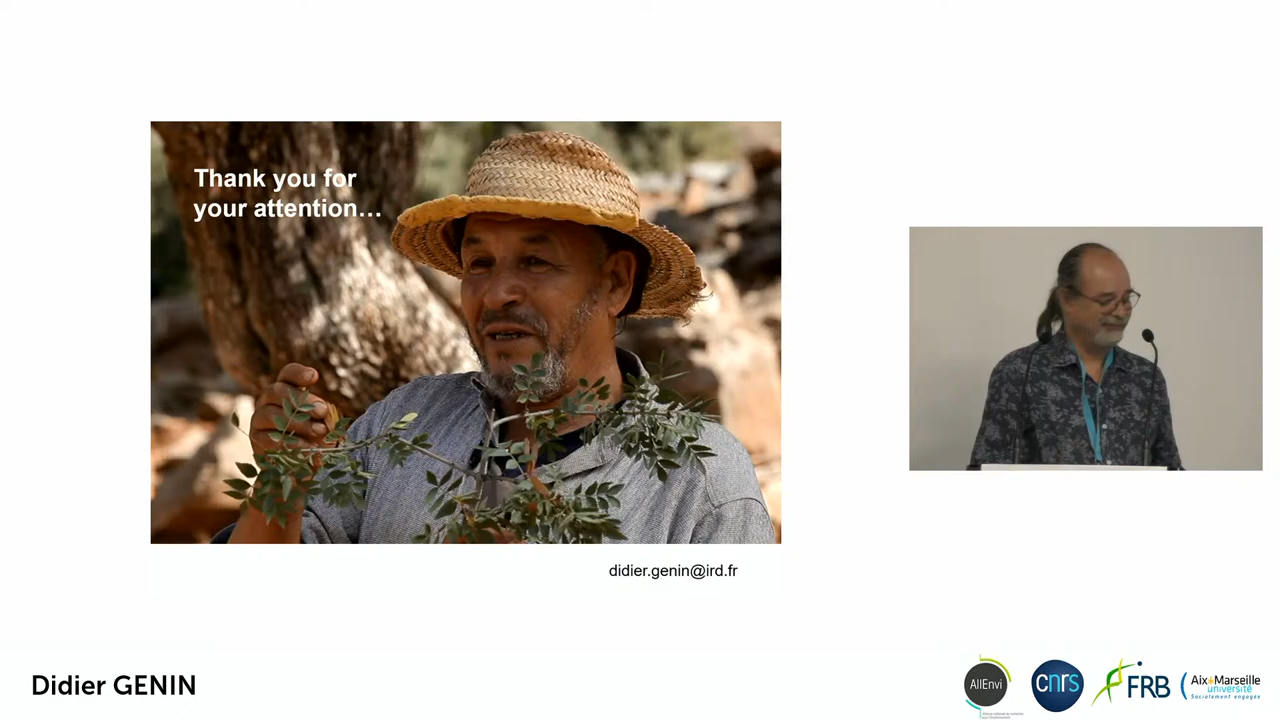 Thank you for
your attention…
didier.genin@ird.fr
Didier GENIN
AllEnvi
cnrs
FRB
Aix*Marseille
université
Socialement engagée